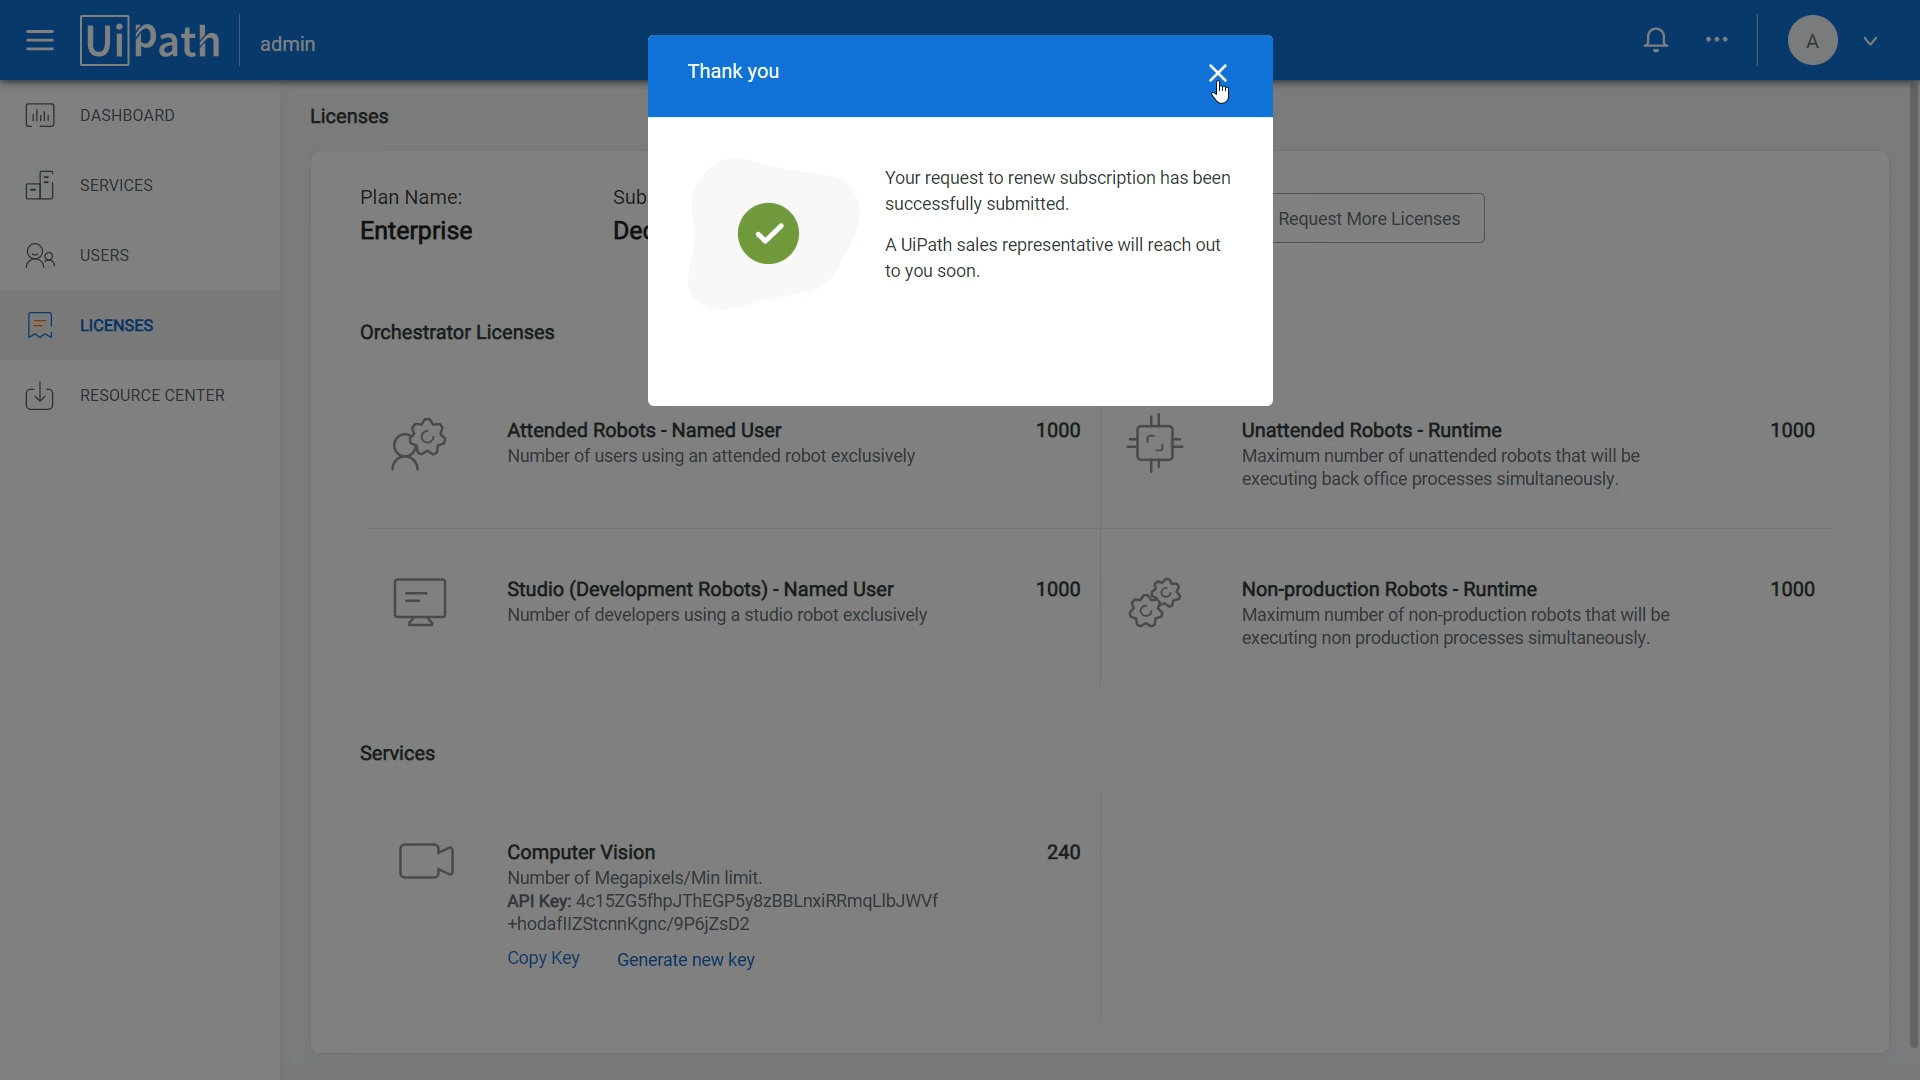 UiPath
admin
A
Thank you
Your request to renew subscription has been
successfully submitted.
A UiPath sales representative will reach out
to you soon.
DASHBOARD
SERVICES
USERS
LICENSES
RESOURCE CENTER
Licenses
Plan Name:
Enterprise
Request More Licenses
Orchestrator Licenses
Attended Robots - Named User
1000
Number of users using an attended robot exclusively
Unattended Robots - Runtime
1000
Maximum number of unattended robots that will be
executing back office processes simultaneously.
Studio (Development Robots) - Named User
1000
Number of developers using a studio robot exclusively
Non-production Robots - Runtime
1000
Maximum number of non-production robots that will be
executing non production processes simultaneously.
Services
Computer Vision
240
Number of Megapixels/Min limit.
API Key: 4c15ZG5fhpJThEGP5y8zBBLnxiRRmqLlbJWVf
+hodaflIZStcnnKgnc/9P6jZsD2
Copy Key
Generate new key